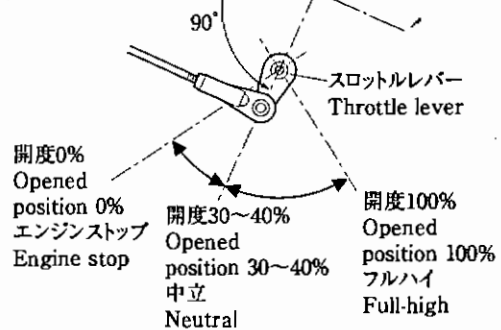 90°
スロットルレバー
Throttle lever
開度0%
Opened
position 0%
エンジンストップ
Engine stop
開度30～40%
Opened
position 30～40%
中立
Neutral
開度100%
Opened
position 100%
フルハイ
Full-high